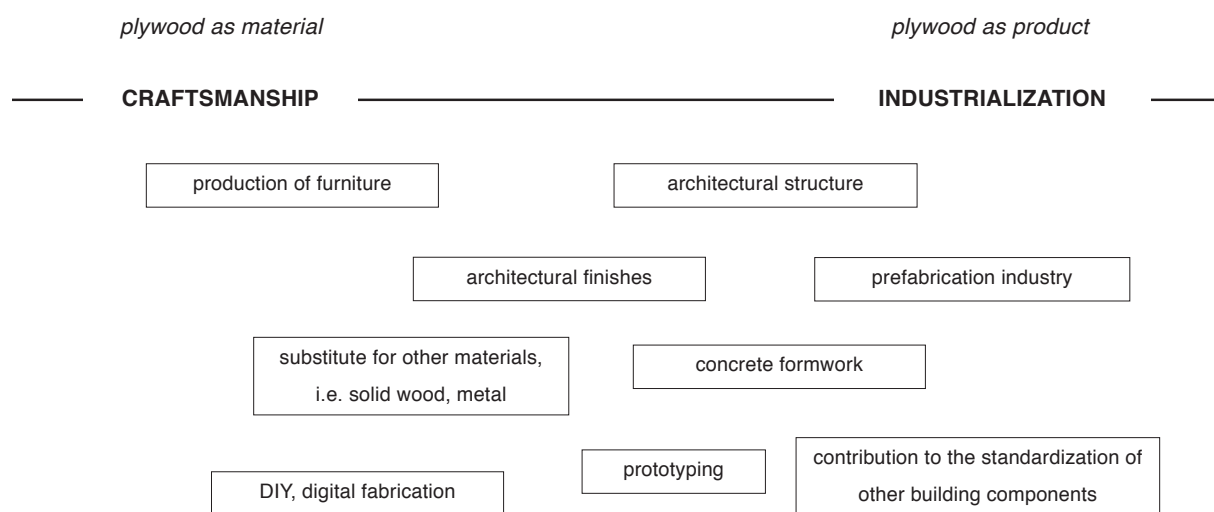 plywood as material
plywood as product
CRAFTSMANSHIP
INDUSTRIALIZATION
production of furniture
architectural structure
architectural finishes
prefabrication industry
substitute for other materials,
i.e. solid wood, metal
concrete formwork
prototyping
contribution to the standardization of
other building components
DIY, digital fabrication